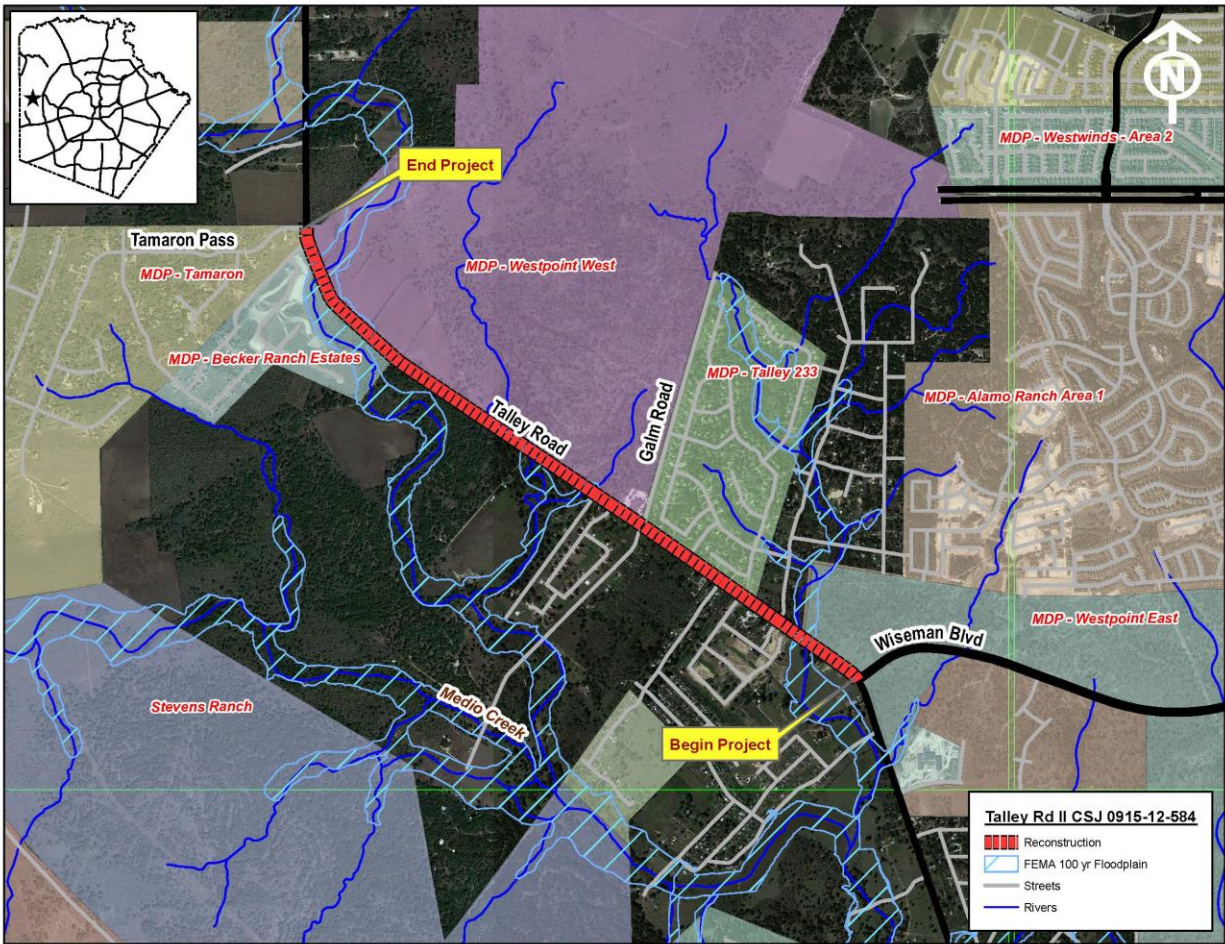 N
MDP - Westwinds - Area 2
End Project
Tamaron Pass
MDP - Tamaron
MDP - Westpoint West
MDP - Becker Ranch Estates
MDP - Talley 233
MDP - Alamo Ranch Area 1
Galm Road
Talley Road
MDP - Westpoint East
Wiseman Blvd
Stevens Ranch
Medio Creek
Begin Project
Talley Rd II CSJ 0915-12-584
Reconstruction
FEMA 100 yr Floodplain
Streets
Rivers